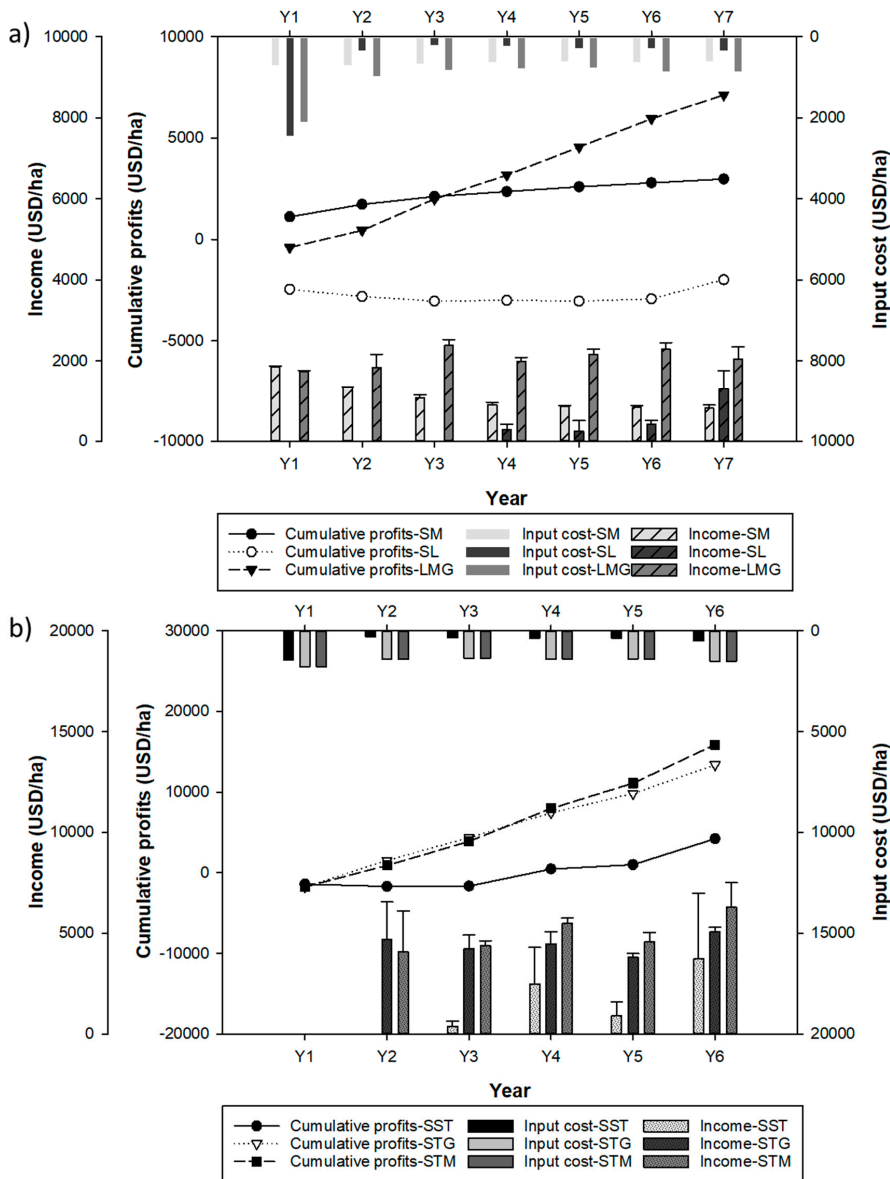 a)
Y1 Y2 Y3 Y4 Y5 Y6 Y7
10000 10000 0
8000 5000 2000
6000 0 4000
4000 -5000 6000
2000 -10000 8000
0 10000
Income (USD/ha)
Cumulative profits (USD/ha)
Input cost (USD/ha)
Y1 Y2 Y3 Y4 Y5 Y6 Y7
Year
Cumulative profits-SM Input cost-SM Income-SM
Cumulative profits-SL Input cost-SL Income-SL
Cumulative profits-LMG Input cost-LMG Income-LMG
b)
Y1 Y2 Y3 Y4 Y5 Y6
20000 30000 0
15000 20000 5000
10000 10000 10000
5000 0 15000
0 -10000 20000
-20000
Income (USD/ha)
Cumulative profits (USD/ha)
Input cost (USD/ha)
Y1 Y2 Y3 Y4 Y5 Y6
Year
Cumulative profits-SST Input cost-SST Income-SST
Cumulative profits-STG Input cost-STG Income-STG
Cumulative profits-STM Input cost-STM Income-STM